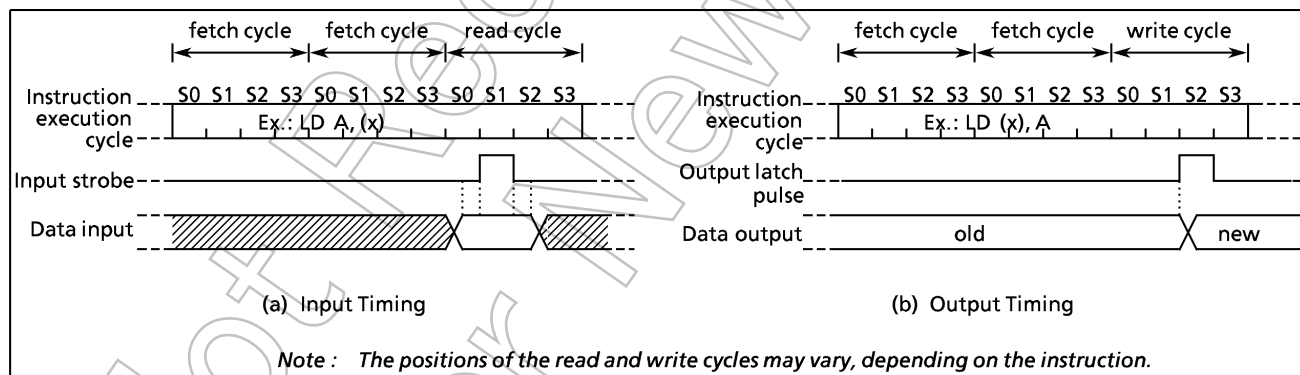 fetch cycle fetch cycle read cycle
S0 S1 S2 S3 S0 S1 S2 S3 S0 S1 S2 S3
Instruction
execution
cycle
Ex.: LD A, (x)
Input strobe
Data input
(a) Input Timing
fetch cycle fetch cycle write cycle
S0 S1 S2 S3 S0 S1 S2 S3 S0 S1 S2 S3
Instruction
execution
cycle
Ex.: LD (x), A
Output latch
pulse
Data output
old new
(b) Output Timing
Note : The positions of the read and write cycles may vary, depending on the instruction.